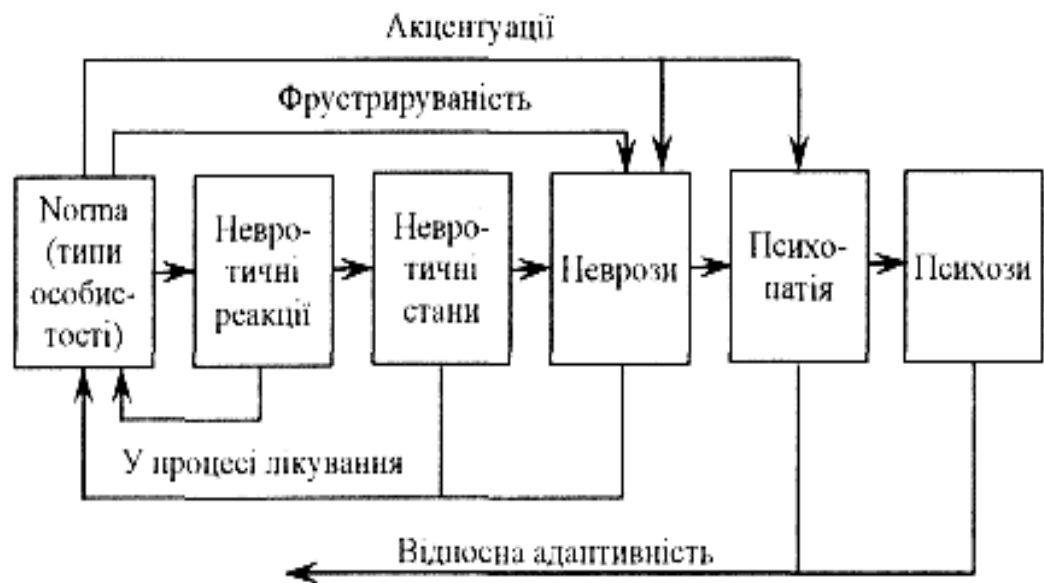 Акцентуації
Фрустрируваність
Norma
(типи
особис-
тості)
Невро-
тичні
реакції
Невро-
тичні
стани
Неврози
Психо-
патія
Психози
У процесі лікування
Відносна адаптивність